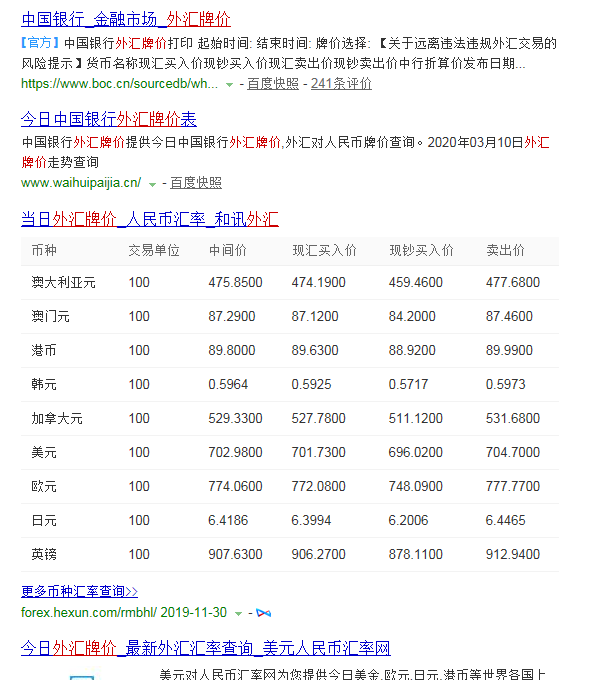 中国银行_金融市场_外汇牌价
【官方】中国银行外汇牌价打印 起始时间: 结束时间: 牌价选择: 【关于远离违法违规外汇交易的
风险提示】货币名称现汇买入价现钞买入价现汇卖出价现钞卖出价中行折算价发布日期...
https://www.boc.cn/sourcedb/wh... - 百度快照 - 241条评价
今日中国银行外汇牌价表
中国银行外汇牌价提供今日中国银行外汇牌价,外汇对人民币牌价查询。2020年03月10日外汇
牌价走势查询
www.waihuipaijia.cn/ - 百度快照
当日外汇牌价_人民币汇率_和讯外汇
币种 交易单位 中间价 现汇买入价 现钞买入价 卖出价
澳大利亚元 100 475.8500 474.1900 459.4600 477.6800
澳门元 100 87.2900 87.1200 84.2000 87.4600
港币 100 89.8000 89.6300 88.9200 89.9900
韩元 100 0.5964 0.5925 0.5717 0.5973
加拿大元 100 529.3300 527.7800 511.1200 531.6800
美元 100 702.9800 701.7300 696.0200 704.7000
欧元 100 774.0600 772.0800 748.0900 777.7700
日元 100 6.4186 6.3994 6.2006 6.4465
英镑 100 907.6300 906.2700 878.1100 912.9400
更多币种汇率查询>>
forex.hexun.com/rmbhl/ 2019-11-30 -
今日外汇牌价_最新外汇汇率查询_美元人民币汇率网
美元对人民币汇率网为您提供今日美金,欧元,日元,港币等世界各国上